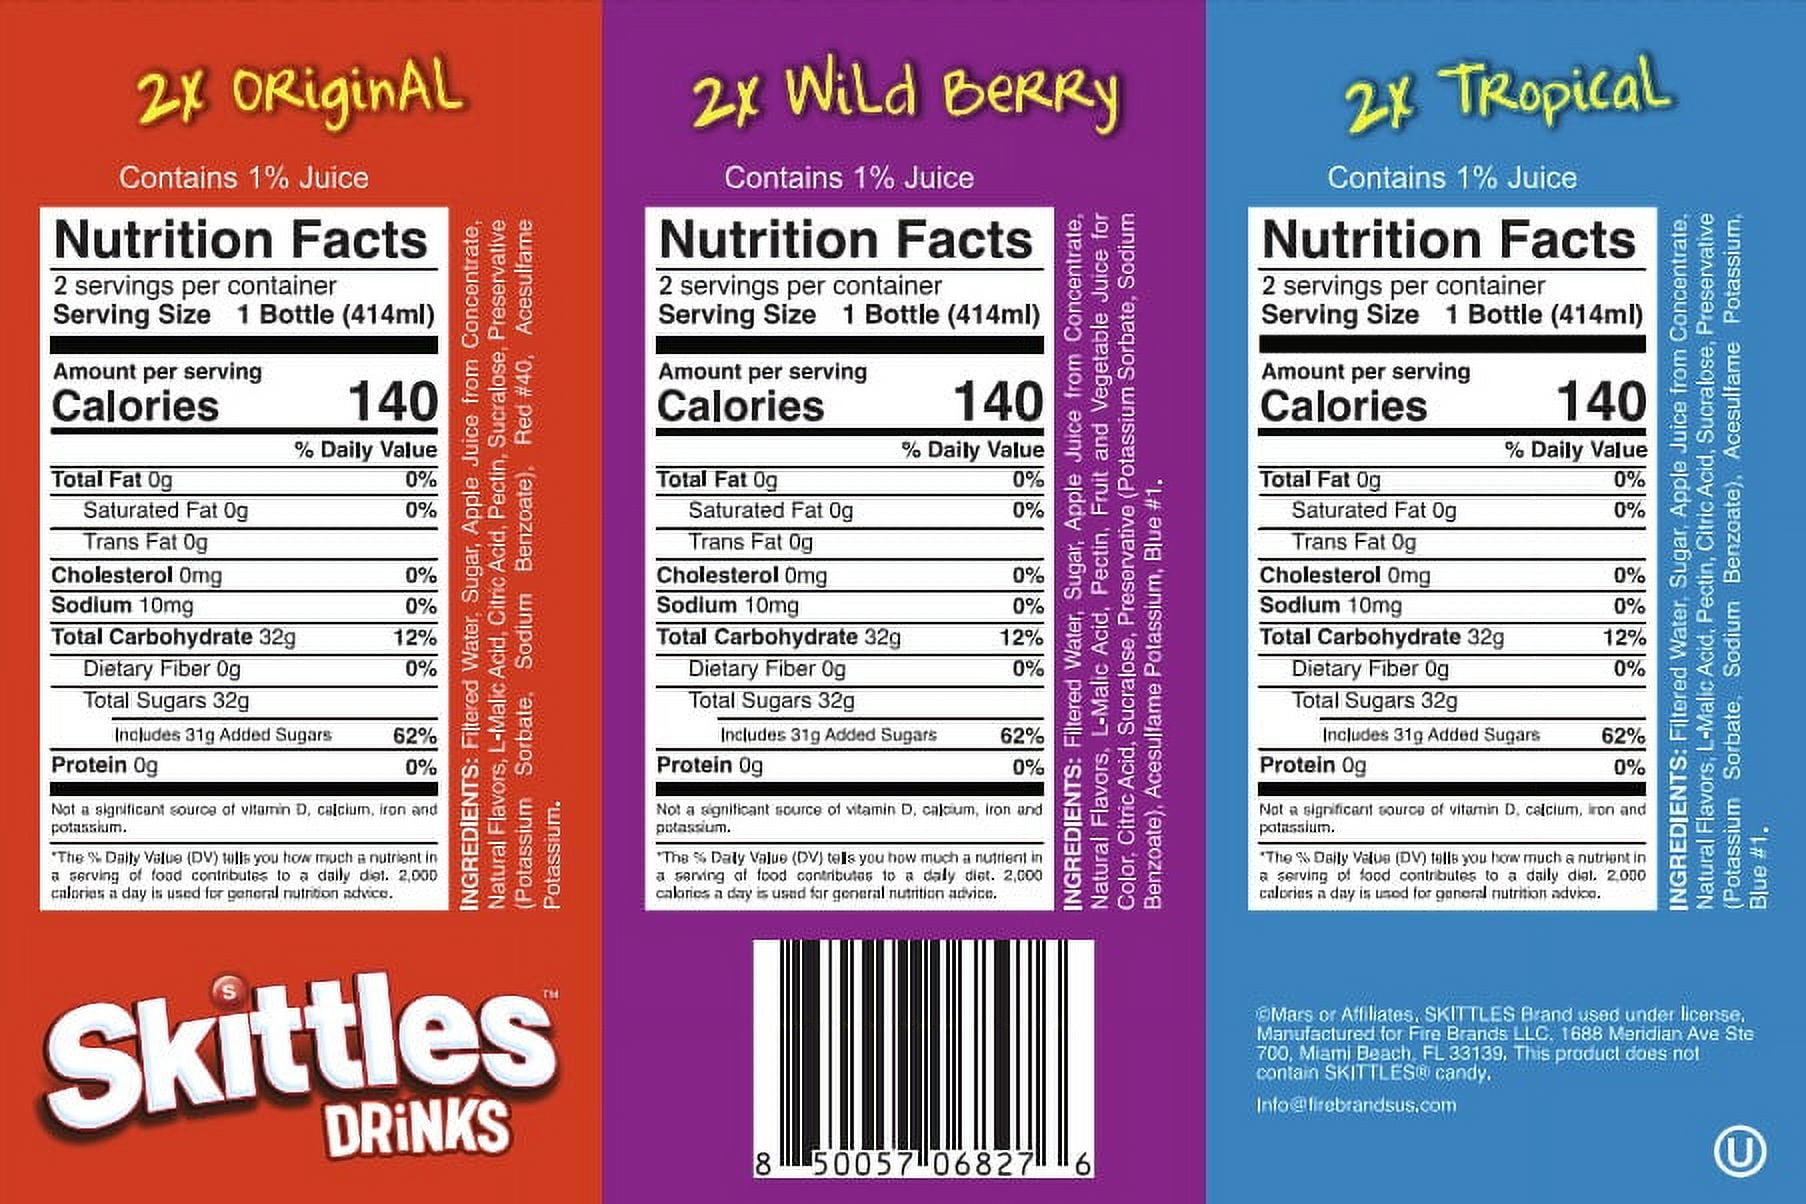 2x ORiginAL
Contains 1% Juice
Nutrition Facts
2 servings per container
Serving Size 1 Bottle (414ml)
Amount per serving
Calories 140
% Daily Value
Total Fat 0g 0%
Saturated Fat 0g 0%
Trans Fat 0g
Cholesterol 0mg 0%
Sodium 10mg 0%
Total Carbohydrate 32g 12%
Dietary Fiber 0g 0%
Total Sugars 32g
Includes 31g Added Sugars 62%
Protein 0g 0%
Not a significant source of vitamin D, calcium, iron and
potassium.
*The % Daily Value (DV) tells you how much a nutrient in
a serving of food contributes to a daily diet. 2,000
calories a day is used for general nutrition advice.
INGREDIENTS: Filtered Water, Sugar, Apple Juice from Concentrate,
Natural Flavors, L-Malic Acid, Citric Acid, Pectin, Sucralose, Preservative
(Potassium Sorbate, Sodium Benzoate), Red #40, Acesulfame
Potassium.
S
Skittles™
DRiNKS
2x WiLd BeRRy
Contains 1% Juice
Nutrition Facts
2 servings per container
Serving Size 1 Bottle (414ml)
Amount per serving
Calories 140
% Daily Value
Total Fat 0g 0%
Saturated Fat 0g 0%
Trans Fat 0g
Cholesterol 0mg 0%
Sodium 10mg 0%
Total Carbohydrate 32g 12%
Dietary Fiber 0g 0%
Total Sugars 32g
Includes 31g Added Sugars 62%
Protein 0g 0%
Not a significant source of vitamin D, calcium, iron and
potassium.
*The % Daily Value (DV) tells you how much a nutrient in
a serving of food contributes to a daily diet. 2,000
calories a day is used for general nutrition advice.
INGREDIENTS: Filtered Water, Sugar, Apple Juice from Concentrate,
Natural Flavors, L-Malic Acid, Pectin, Fruit and Vegetable Juice for
Color, Citric Acid, Sucralose, Preservative (Potassium Sorbate, Sodium
Benzoate), Acesulfame Potassium, Blue #1.
8 50057 06827 6
2x TRopicaL
Contains 1% Juice
Nutrition Facts
2 servings per container
Serving Size 1 Bottle (414ml)
Amount per serving
Calories 140
% Daily Value
Total Fat 0g 0%
Saturated Fat 0g 0%
Trans Fat 0g
Cholesterol 0mg 0%
Sodium 10mg 0%
Total Carbohydrate 32g 12%
Dietary Fiber 0g 0%
Total Sugars 32g
Includes 31g Added Sugars 62%
Protein 0g 0%
Not a significant source of vitamin D, calcium, iron and
potassium.
*The % Daily Value (DV) tells you how much a nutrient in
a serving of food contributes to a daily diet. 2,000
calories a day is used for general nutrition advice.
INGREDIENTS: Filtered Water, Sugar, Apple Juice from Concentrate,
Natural Flavors, L-Malic Acid, Pectin, Citric Acid, Sucralose, Preservative
(Potassium Sorbate, Sodium Benzoate), Acesulfame Potassium,
Blue #1.
©Mars or Affiliates, SKITTLES Brand used under license,
Manufactured for Fire Brands LLC, 1688 Meridian Ave Ste
700, Miami Beach, FL 33139, This product does not
contain SKITTLES® candy.
Info@firebrandsus.com
U